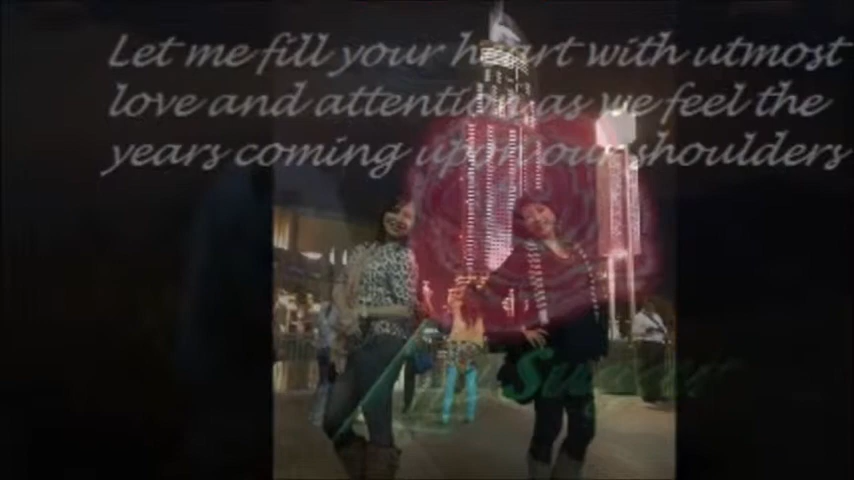 Let me fill your heart with utmost
love and attention as we feel the
years coming upon our shoulders